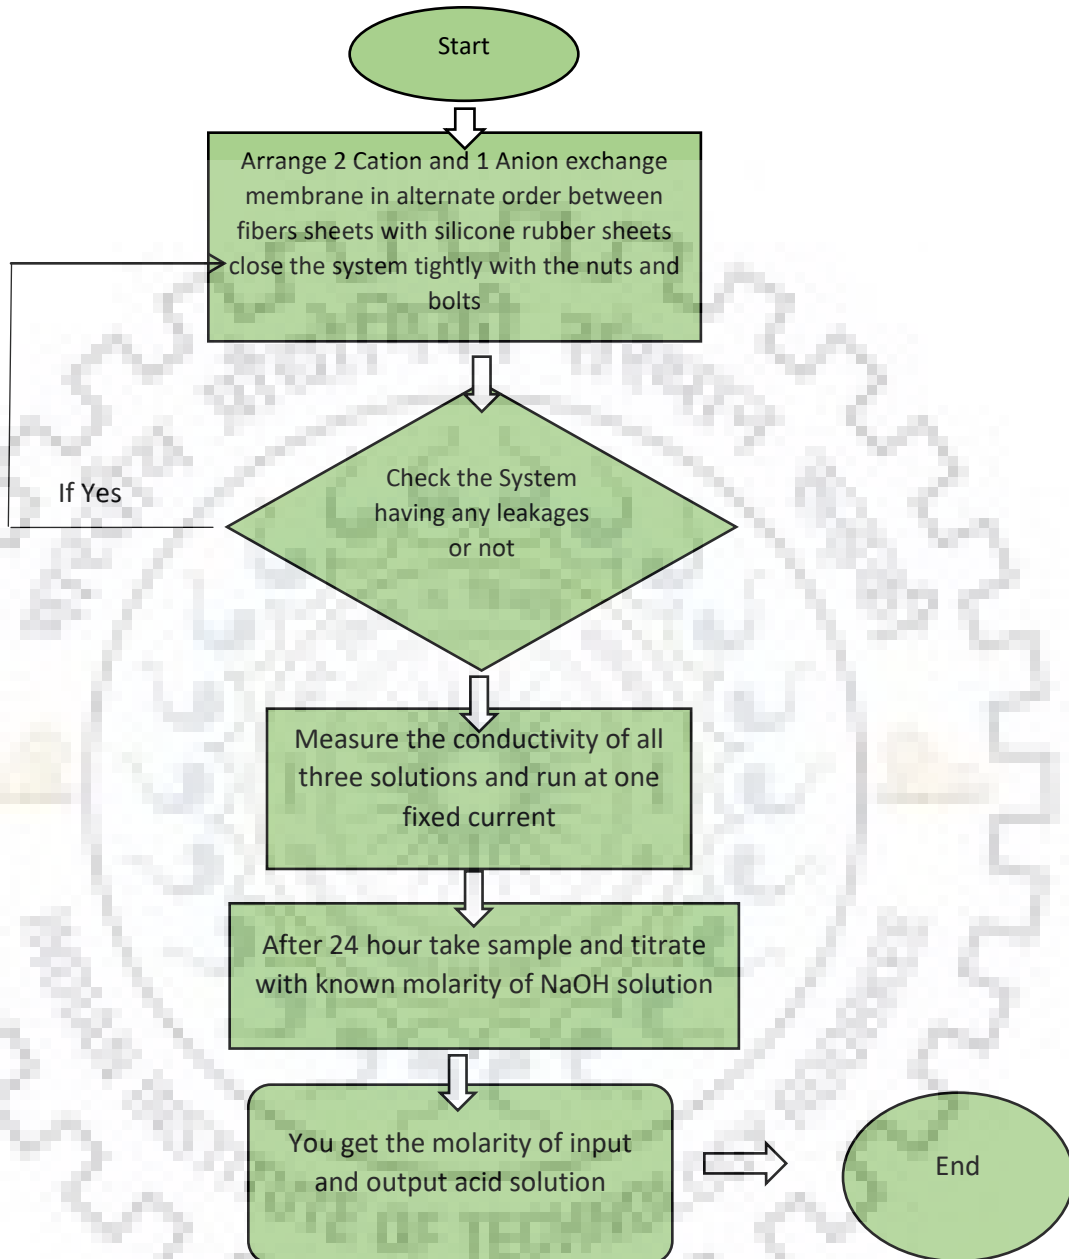 Start
Arrange 2 Cation and 1 Anion exchange
membrane in alternate order between
fibers sheets with silicone rubber sheets
close the system tightly with the nuts and
bolts
If Yes
Check the System
having any leakages
or not
Measure the conductivity of all
three solutions and run at one
fixed current
After 24 hour take sample and titrate
with known molarity of NaOH solution
You get the molarity of input
and output acid solution
End